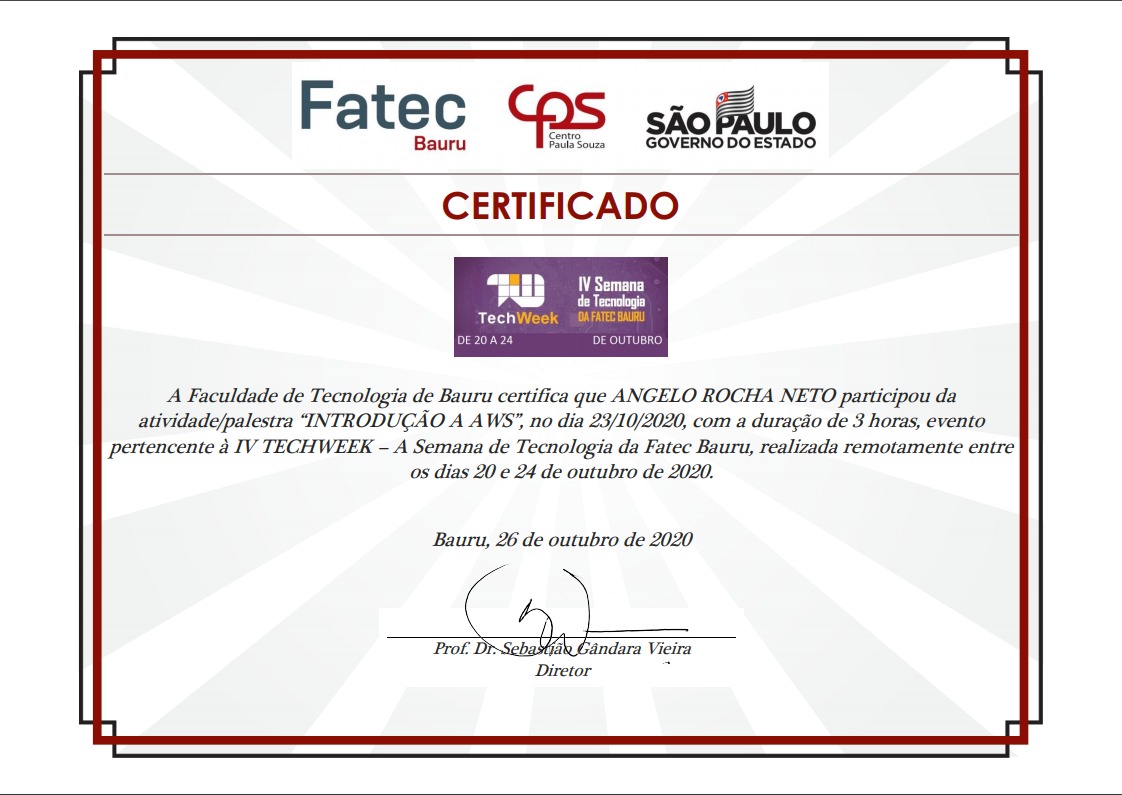 Fatec
Bauru
CPS
Centro
Paula Souza
SÃO PAULO
GOVERNO DO ESTADO
CERTIFICADO
TechWeek
IV Semana
de Tecnologia
DA FATEC BAURU
DE 20 A 24 DE OUTUBRO
A Faculdade de Tecnologia de Bauru certifica que ANGELO ROCHA NETO participou da
atividade/palestra “INTRODUÇÃO A AWS”, no dia 23/10/2020, com a duração de 3 horas, evento
pertencente à IV TECHWEEK – A Semana de Tecnologia da Fatec Bauru, realizada remotamente entre
os dias 20 e 24 de outubro de 2020.
Bauru, 26 de outubro de 2020
Prof. Dr. Sebastião Gândara Vieira
Diretor